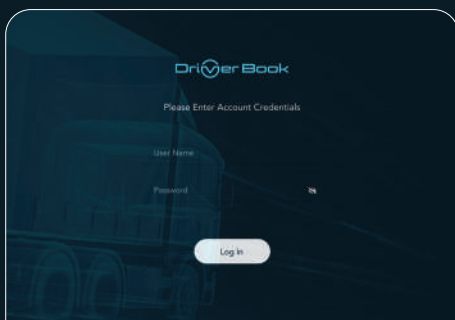 DriverBook
Please Enter Account Credentials
User Name
Password
Log In